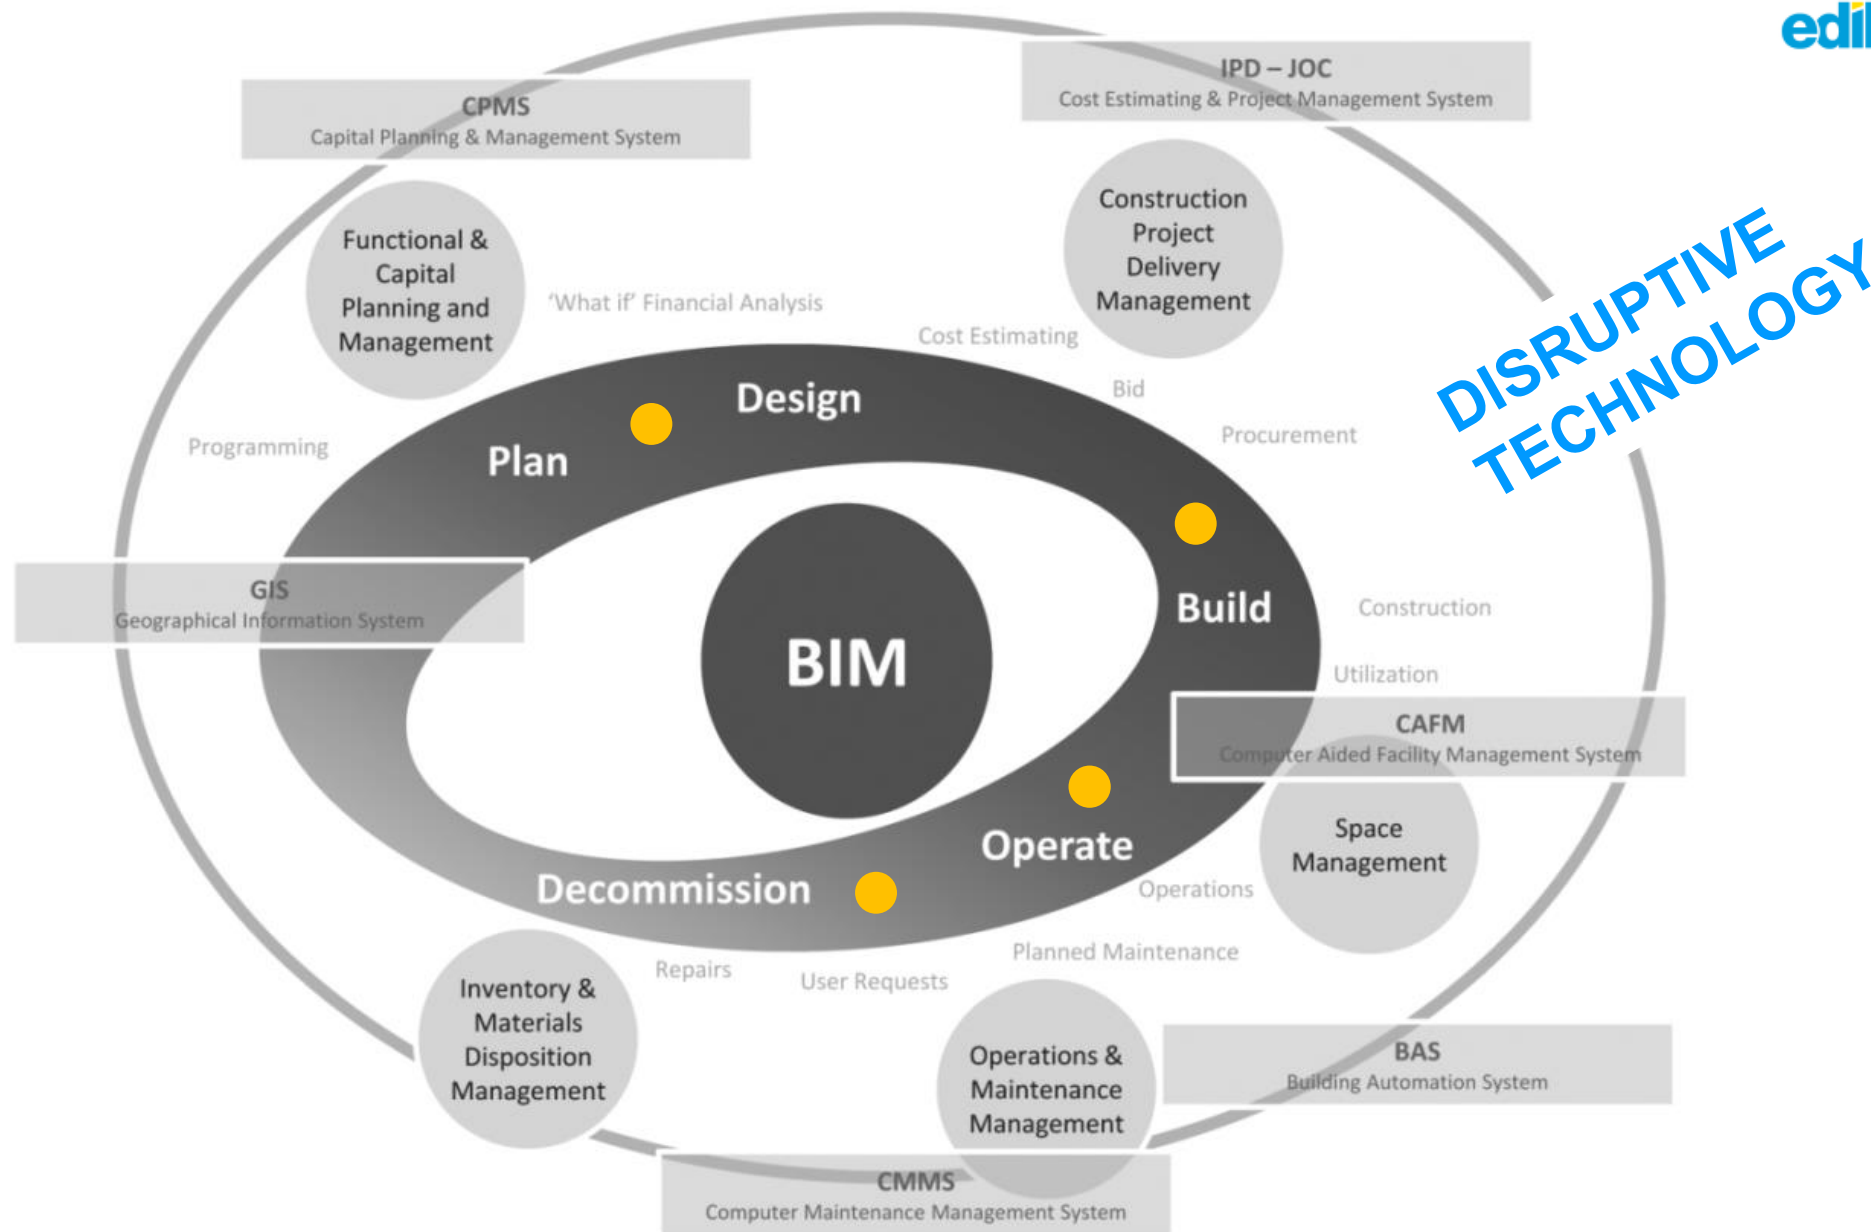 edil
IPD – JOC
Cost Estimating & Project Management System
CPMS
Capital Planning & Management System
Construction
Project
Delivery
Management
Functional &
Capital
Planning and
Management
DISRUPTIVE
TECHNOLOGY
'What if' Financial Analysis
Cost Estimating
Bid
Design
Procurement
Programming
Plan
GIS
Geographical Information System
Build
Construction
BIM
Utilization
CAFM
Computer Aided Facility Management System
Space
Management
Operate
Decommission
Operations
Planned Maintenance
Repairs
User Requests
Inventory &
Materials
Disposition
Management
Operations &
Maintenance
Management
BAS
Building Automation System
CMMS
Computer Maintenance Management System